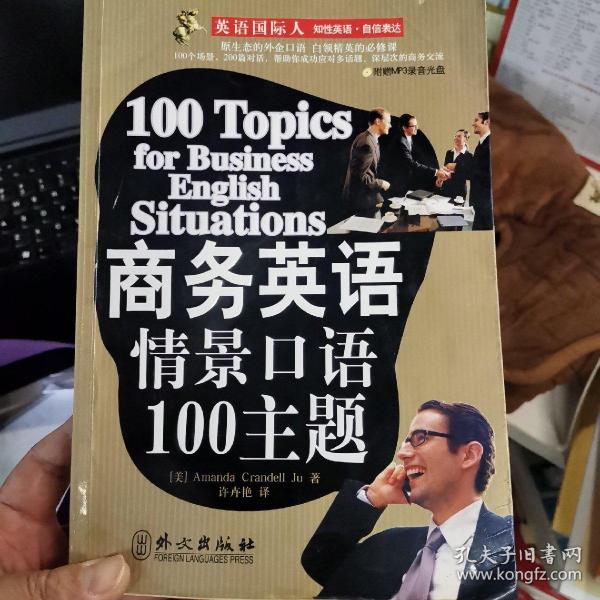 英语国际人 知性英语·自信表达
原生态的外企口语 白领精英的必修课
100个场景，200篇对话，帮助你成功应对多话题、深层次的商务交流
附赠MP3录音光盘
100 Topics
for Business
English
Situations
商务英语
情景口语
100主题
[美] Amanda Crandell Ju 著
许卉艳 译
外文出版社
FOREIGN LANGUAGES PRESS
孔夫子旧书网
www.kongfz.com